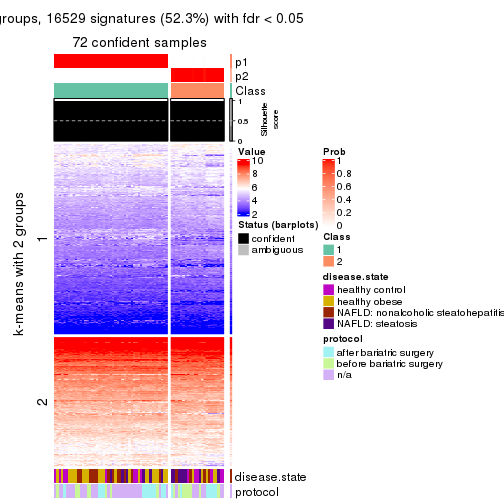 groups, 16529 signatures (52.3%) with fdr < 0.05
72 confident samples
p1
p2
Class
1
0.5
0
Silhouette
score
k-means with 2 groups
1
2
Value
10
8
6
4
2
Status (barplots)
confident
ambiguous
Prob
1
0.8
0.6
0.4
0.2
0
Class
1
2
disease.state
healthy control
healthy obese
NAFLD: nonalcoholic steatohepatitis
NAFLD: steatosis
protocol
after bariatric surgery
before bariatric surgery
n/a
disease.state
protocol